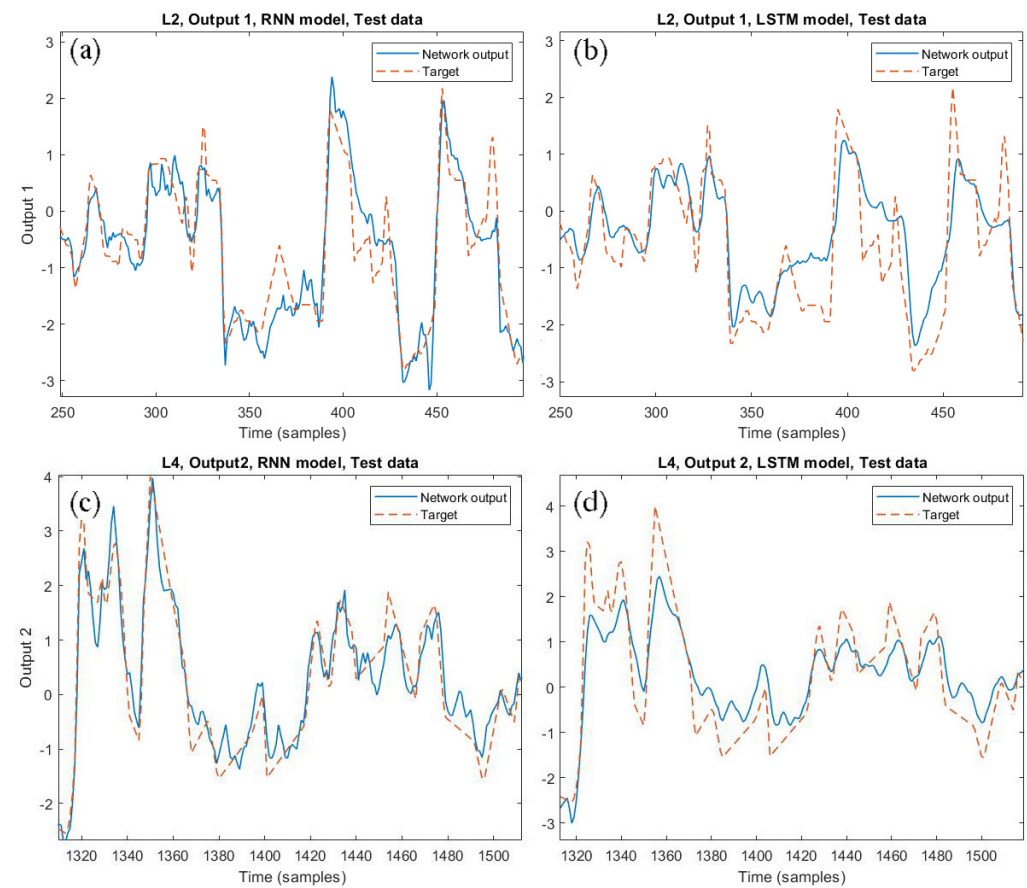 L2, Output 1, RNN model, Test data
(a)
Network output
Target
3
2
1
0
-1
-2
-3
Output 1
250 300 350 400 450
Time (samples)
L2, Output 1, LSTM model, Test data
(b)
Network output
Target
3
2
1
0
-1
-2
-3
250 300 350 400 450
Time (samples)
L4, Output2, RNN model, Test data
(c)
Network output
Target
4
3
2
1
0
-1
-2
Output 2
1320 1340 1360 1380 1400 1420 1440 1460 1480 1500
Time (samples)
L4, Output 2, LSTM model, Test data
(d)
Network output
Target
4
3
2
1
0
-1
-2
-3
1320 1340 1360 1380 1400 1420 1440 1460 1480 1500
Time (samples)